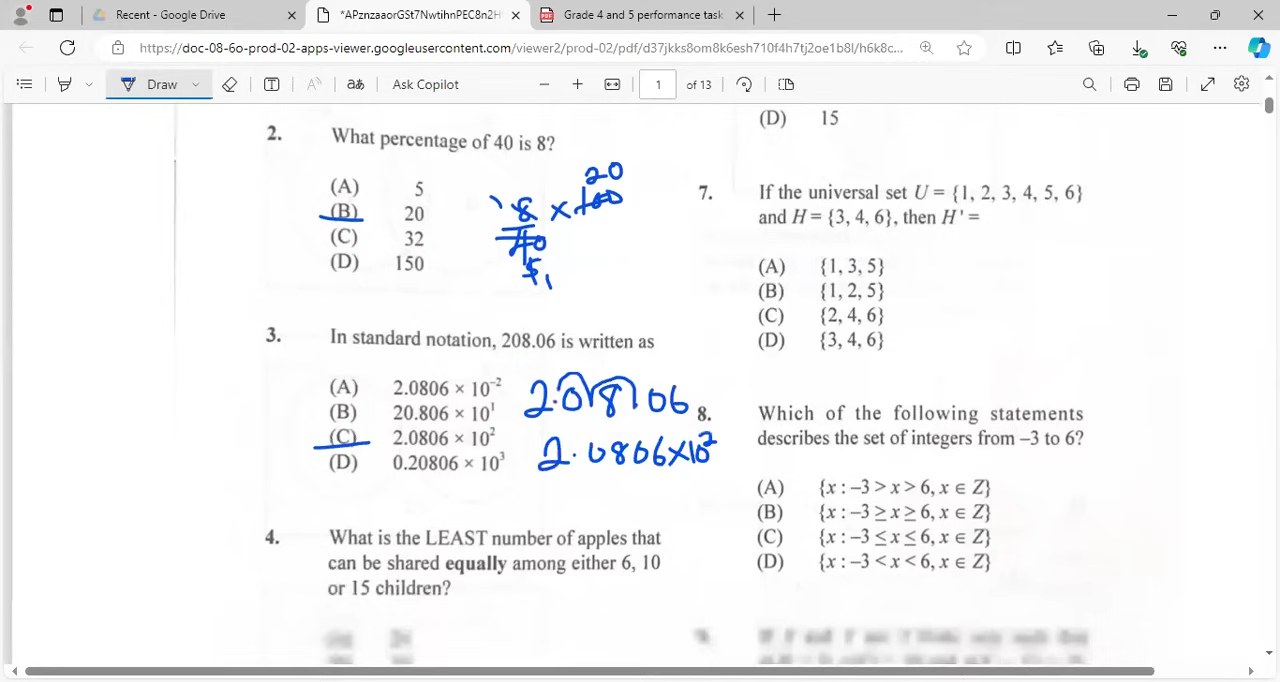 Recent - Google Drive
*APznzaaorGSt7NwtihnPEC8n2H
Grade 4 and 5 performance task
https://doc-08-6o-prod-02-apps-viewer.googleusercontent.com/viewer2/prod-02/pdf/d37jkks8om8k6esh710f4h7tj2oe1b8l/h6k8c...
Draw
Ask Copilot
1 of 13
2. What percentage of 40 is 8?
(A) 5
(B) 20
(C) 32
(D) 150
20
8 × 100
40
5 1
3. In standard notation, 208.06 is written as
(A) 2.0806 × 10⁻²
(B) 20.806 × 10¹
(C) 2.0806 × 10²
(D) 0.20806 × 10³
2.08.06
2.0806×10²
4. What is the LEAST number of apples that
can be shared equally among either 6, 10
or 15 children?
(D) 15
7. If the universal set U = {1, 2, 3, 4, 5, 6}
and H = {3, 4, 6}, then H ' =
(A) {1, 3, 5}
(B) {1, 2, 5}
(C) {2, 4, 6}
(D) {3, 4, 6}
8. Which of the following statements
describes the set of integers from –3 to 6?
(A) {x : –3 > x > 6, x ∈ Z}
(B) {x : –3 ≥ x ≥ 6, x ∈ Z}
(C) {x : –3 ≤ x ≤ 6, x ∈ Z}
(D) {x : –3 < x < 6, x ∈ Z}